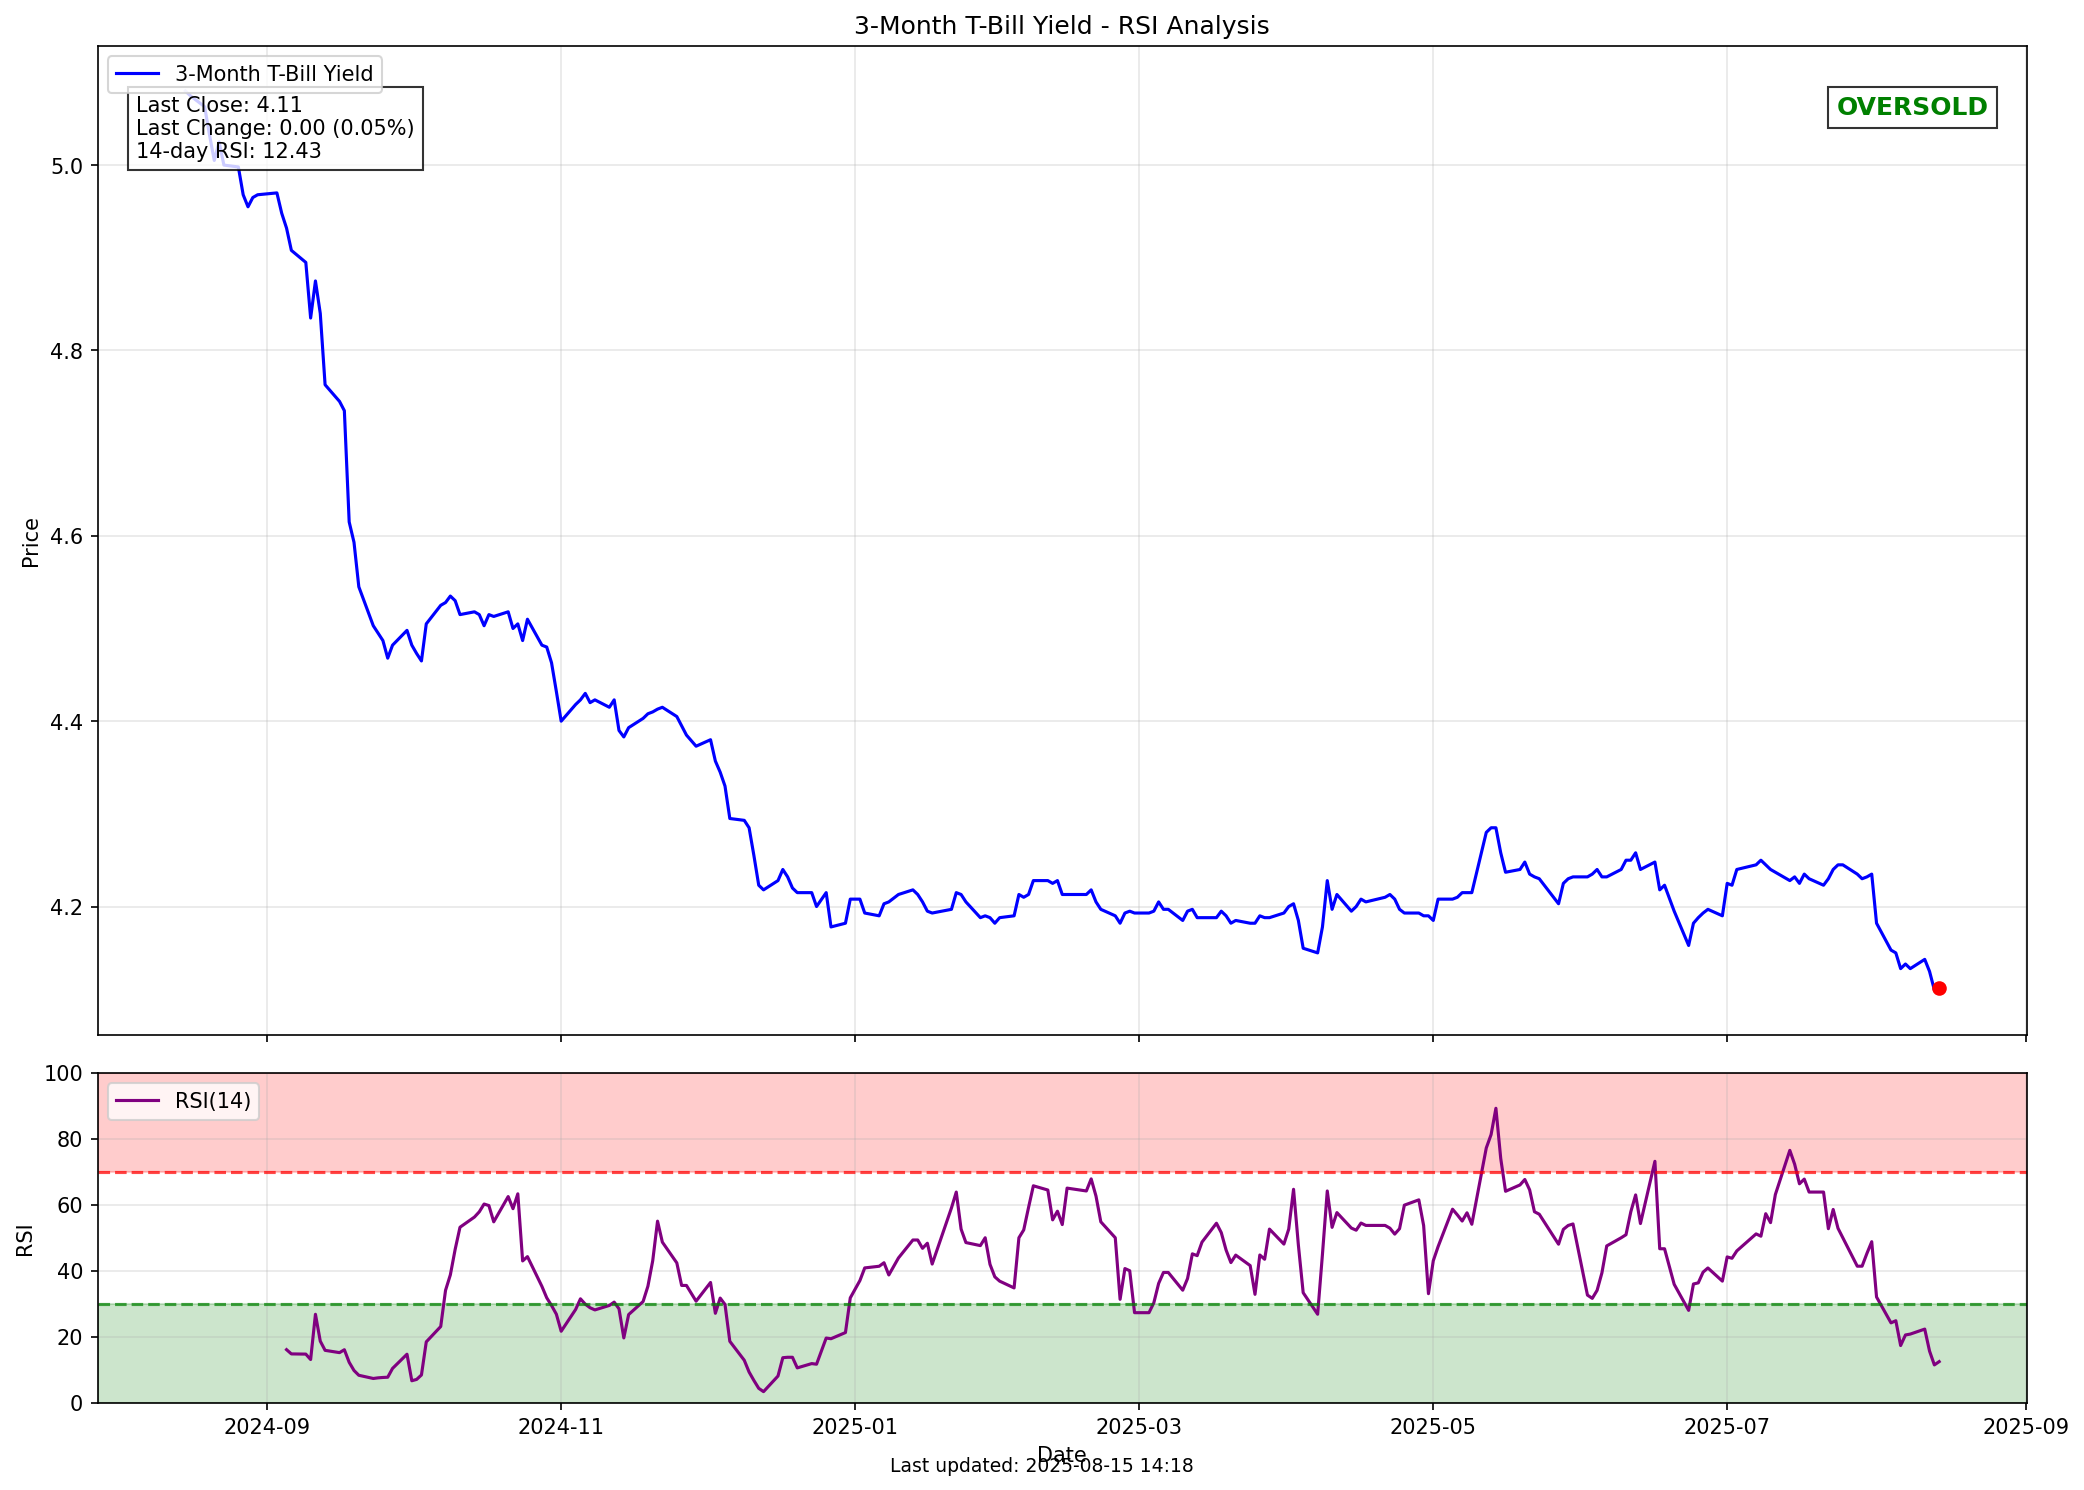 3-Month T-Bill Yield - RSI Analysis
3-Month T-Bill Yield
Last Close: 4.11
Last Change: 0.00 (0.05%)
14-day RSI: 12.43
OVERSOLD
Price
5.0
4.8
4.6
4.4
4.2
RSI(14)
RSI
100
80
60
40
20
0
2024-09
2024-11
2025-01
2025-03
2025-05
2025-07
2025-09
Date
Last updated: 2025-08-15 14:18